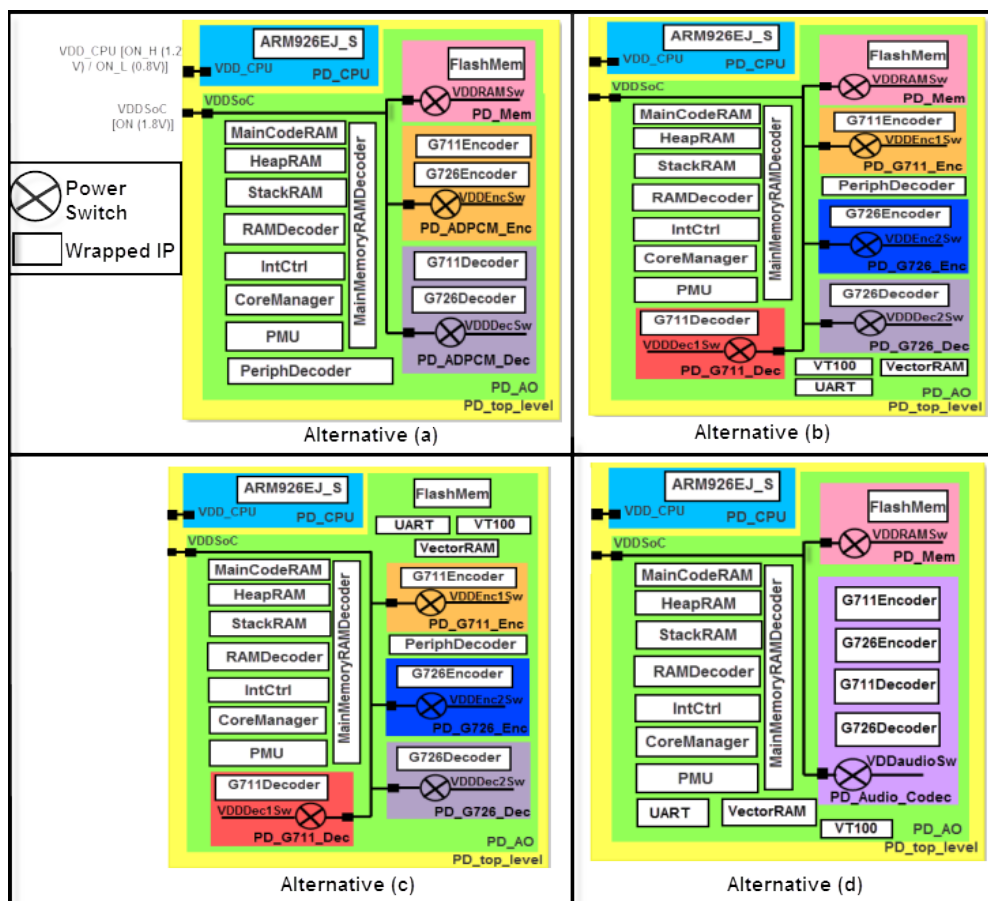 VDD_CPU [ON_H (1.2
V) / ON_L (0.8V)]
VDDSoC
[ON (1.8V)]
Power
Switch
Wrapped IP
ARM926EJ_S
VDD_CPU
PD_CPU
VDDSoC
FlashMem
VDDRAMSw
PD_Mem
MainCodeRAM
HeapRAM
StackRAM
RAMDecoder
IntCtrl
CoreManager
PMU
PeriphDecoder
MainMemoryRAMDecoder
G711Encoder
G726Encoder
VDDEncSw
PD_ADPCM_Enc
G711Decoder
G726Decoder
VDDDecSw
PD_ADPCM_Dec
PD_AO
PD_top_level
Alternative (a)
ARM926EJ_S
VDD_CPU
PD_CPU
VDDSoC
FlashMem
VDDRAMSw
PD_Mem
MainCodeRAM
HeapRAM
StackRAM
RAMDecoder
IntCtrl
CoreManager
PMU
MainMemoryRAMDecoder
G711Encoder
VDDEnc1Sw
PD_G711_Enc
PeriphDecoder
G726Encoder
VDDEnc2Sw
PD_G726_Enc
G726Decoder
VDDDec2Sw
PD_G726_Dec
G711Decoder
VDDDec1Sw
PD_G711_Dec
VT100
VectorRAM
UART
PD_AO
PD_top_level
Alternative (b)
ARM926EJ_S
VDD_CPU
PD_CPU
VDDSoC
FlashMem
UART
VT100
VectorRAM
MainCodeRAM
HeapRAM
StackRAM
RAMDecoder
IntCtrl
CoreManager
PMU
MainMemoryRAMDecoder
G711Encoder
VDDEnc1Sw
PD_G711_Enc
PeriphDecoder
G726Encoder
VDDEnc2Sw
PD_G726_Enc
G726Decoder
VDDDec2Sw
PD_G726_Dec
G711Decoder
VDDDec1Sw
PD_G711_Dec
PD_AO
PD_top_level
Alternative (c)
ARM926EJ_S
VDD_CPU
PD_CPU
VDDSoC
FlashMem
VDDRAMSw
PD_Mem
MainCodeRAM
HeapRAM
StackRAM
RAMDecoder
IntCtrl
CoreManager
PMU
MainMemoryRAMDecoder
G711Encoder
G726Encoder
G711Decoder
G726Decoder
VDDaudioSw
PD_Audio_Codec
UART
VectorRAM
VT100
PD_AO
PD_top_level
Alternative (d)